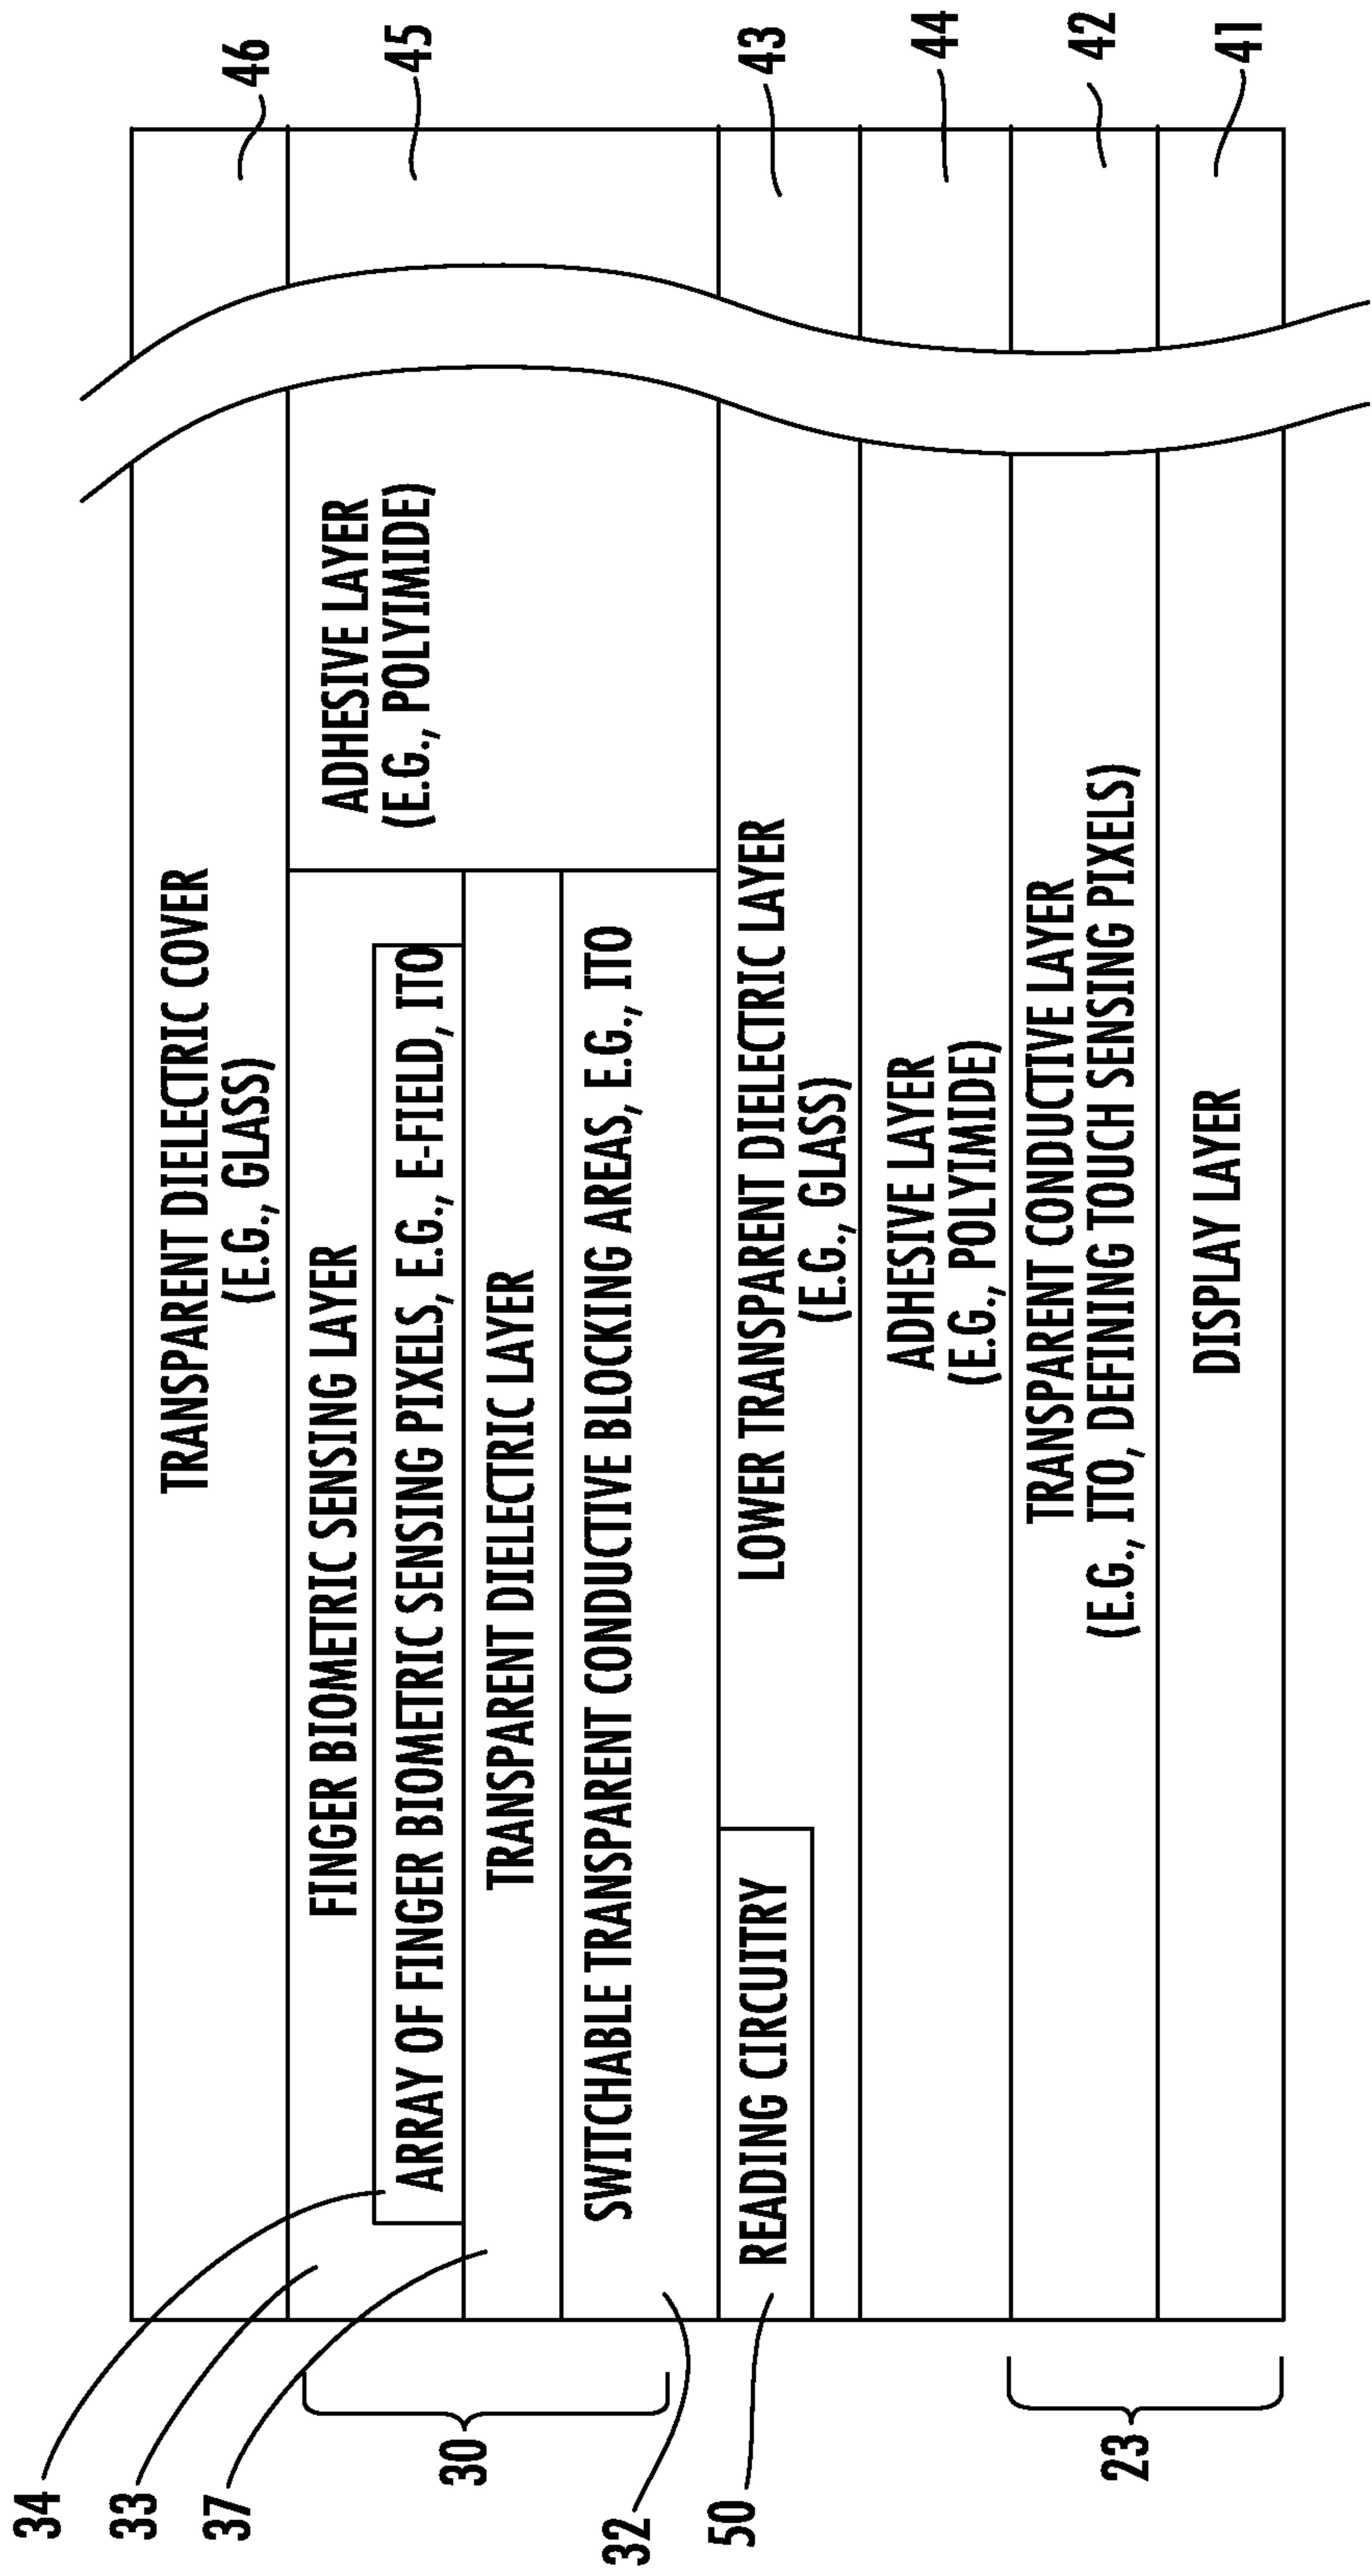 TRANSPARENT DIELECTRIC COVER
(E.G., GLASS)
46
34
33
FINGER BIOMETRIC SENSING LAYER
ARRAY OF FINGER BIOMETRIC SENSING PIXELS, E.G., E-FIELD, ITO
ADHESIVE LAYER
(E.G., POLYIMIDE)
45
37
TRANSPARENT DIELECTRIC LAYER
30
SWITCHABLE TRANSPARENT CONDUCTIVE BLOCKING AREAS, E.G., ITO
32
50
READING CIRCUITRY
LOWER TRANSPARENT DIELECTRIC LAYER
(E.G., GLASS)
43
ADHESIVE LAYER
(E.G., POLYIMIDE)
44
TRANSPARENT CONDUCTIVE LAYER
(E.G., ITO, DEFINING TOUCH SENSING PIXELS)
42
23
DISPLAY LAYER
41